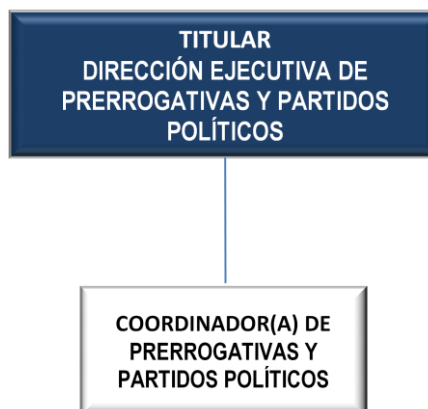 TITULAR
DIRECCIÓN EJECUTIVA DE
PRERROGATIVAS Y PARTIDOS
POLÍTICOS
COORDINADOR(A) DE
PRERROGATIVAS Y
PARTIDOS POLÍTICOS